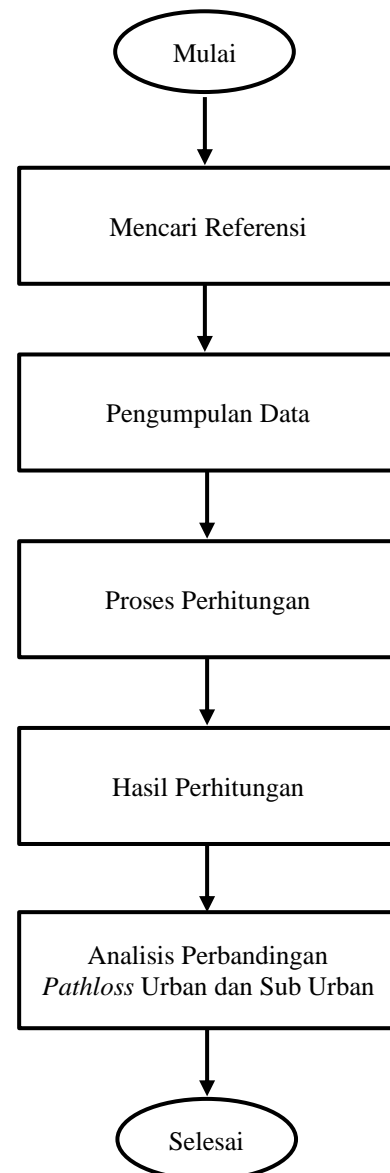 Mulai
Mencari Referensi
Pengumpulan Data
Proses Perhitungan
Hasil Perhitungan
Analisis Perbandingan
Pathloss Urban dan Sub Urban
Selesai